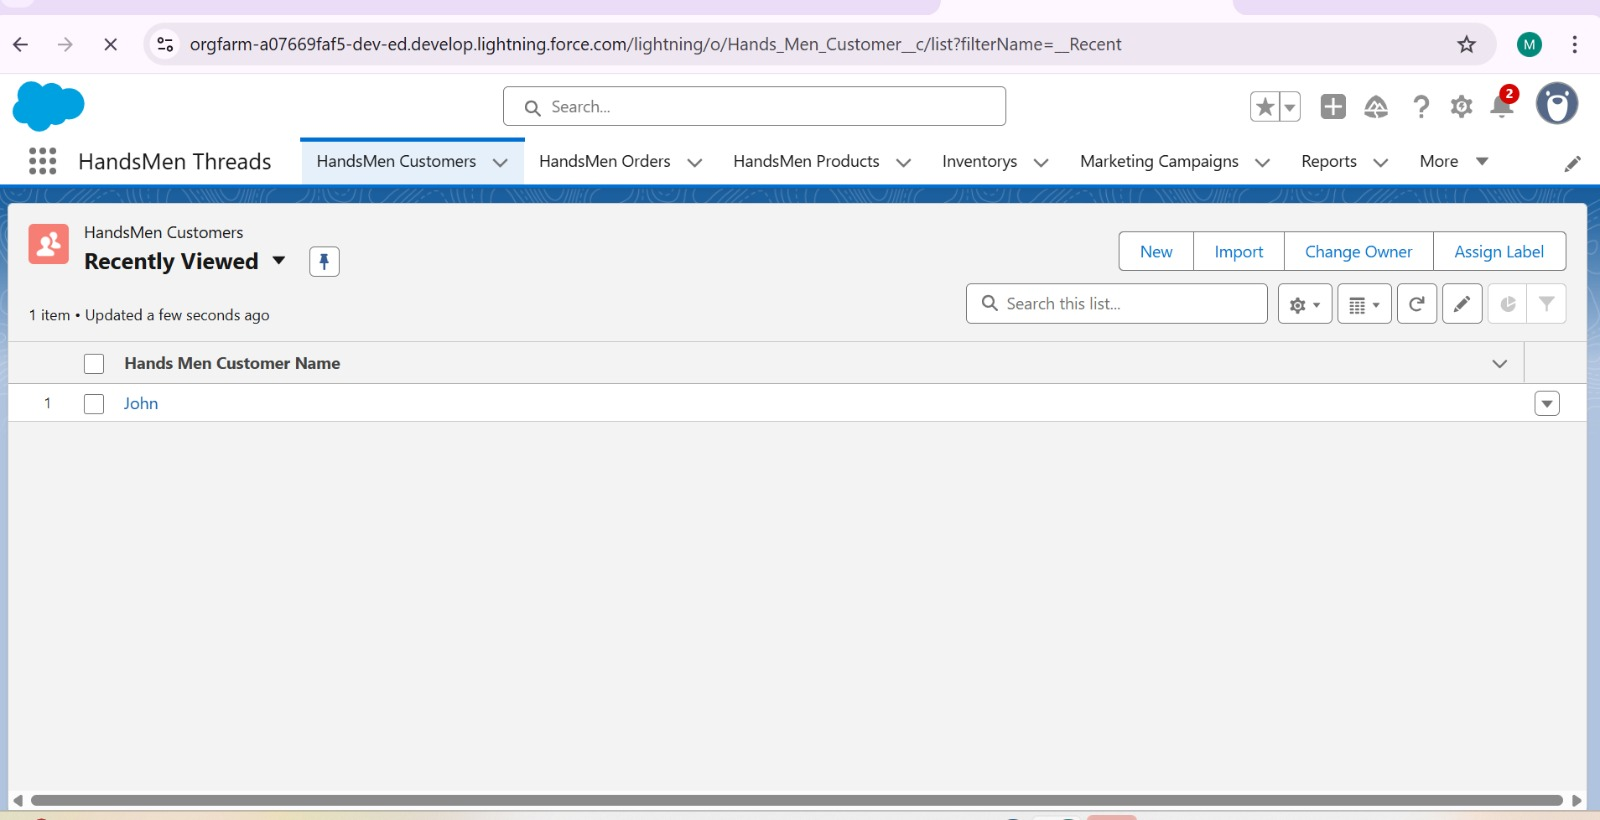 orgfarm-a07669faf5-dev-ed.develop.lightning.force.com/lightning/o/Hands_Men_Customer__c/list?filterName=__Recent
M
Search...
2
HandsMen Threads
HandsMen Customers
HandsMen Orders
HandsMen Products
Inventorys
Marketing Campaigns
Reports
More
HandsMen Customers
Recently Viewed
New
Import
Change Owner
Assign Label
1 item • Updated a few seconds ago
Search this list...
Hands Men Customer Name
1
John